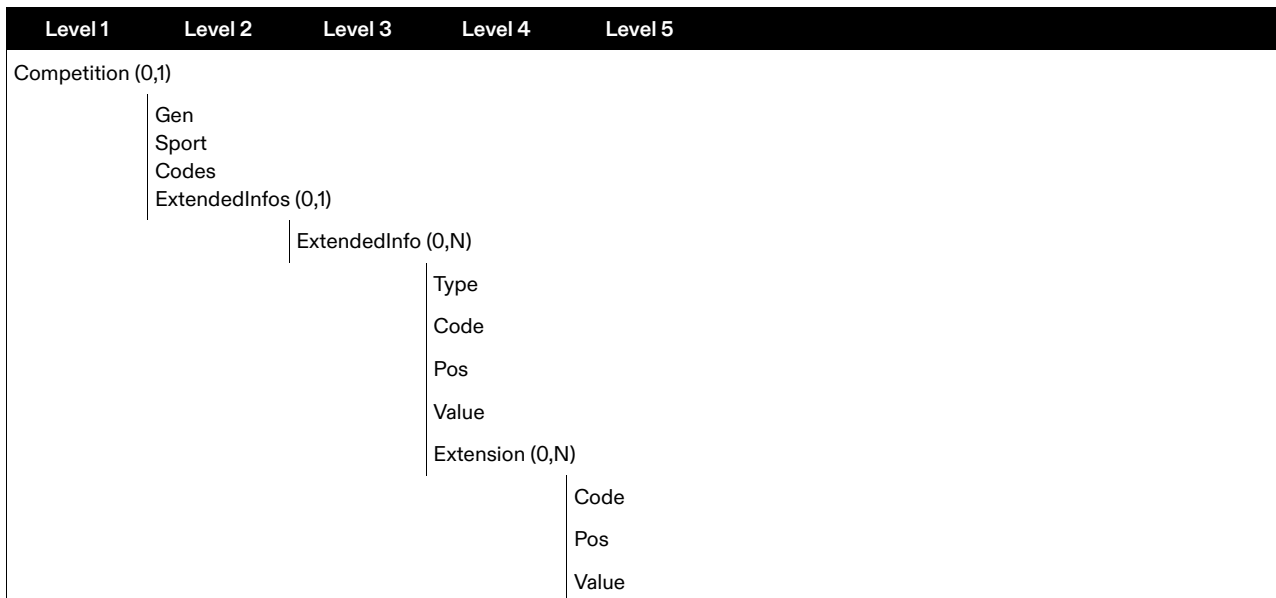 Level 1 Level 2 Level 3 Level 4 Level 5
Competition (0,1)
Gen
Sport
Codes
ExtendedInfos (0,1)
ExtendedInfo (0,N)
Type
Code
Pos
Value
Extension (0,N)
Code
Pos
Value